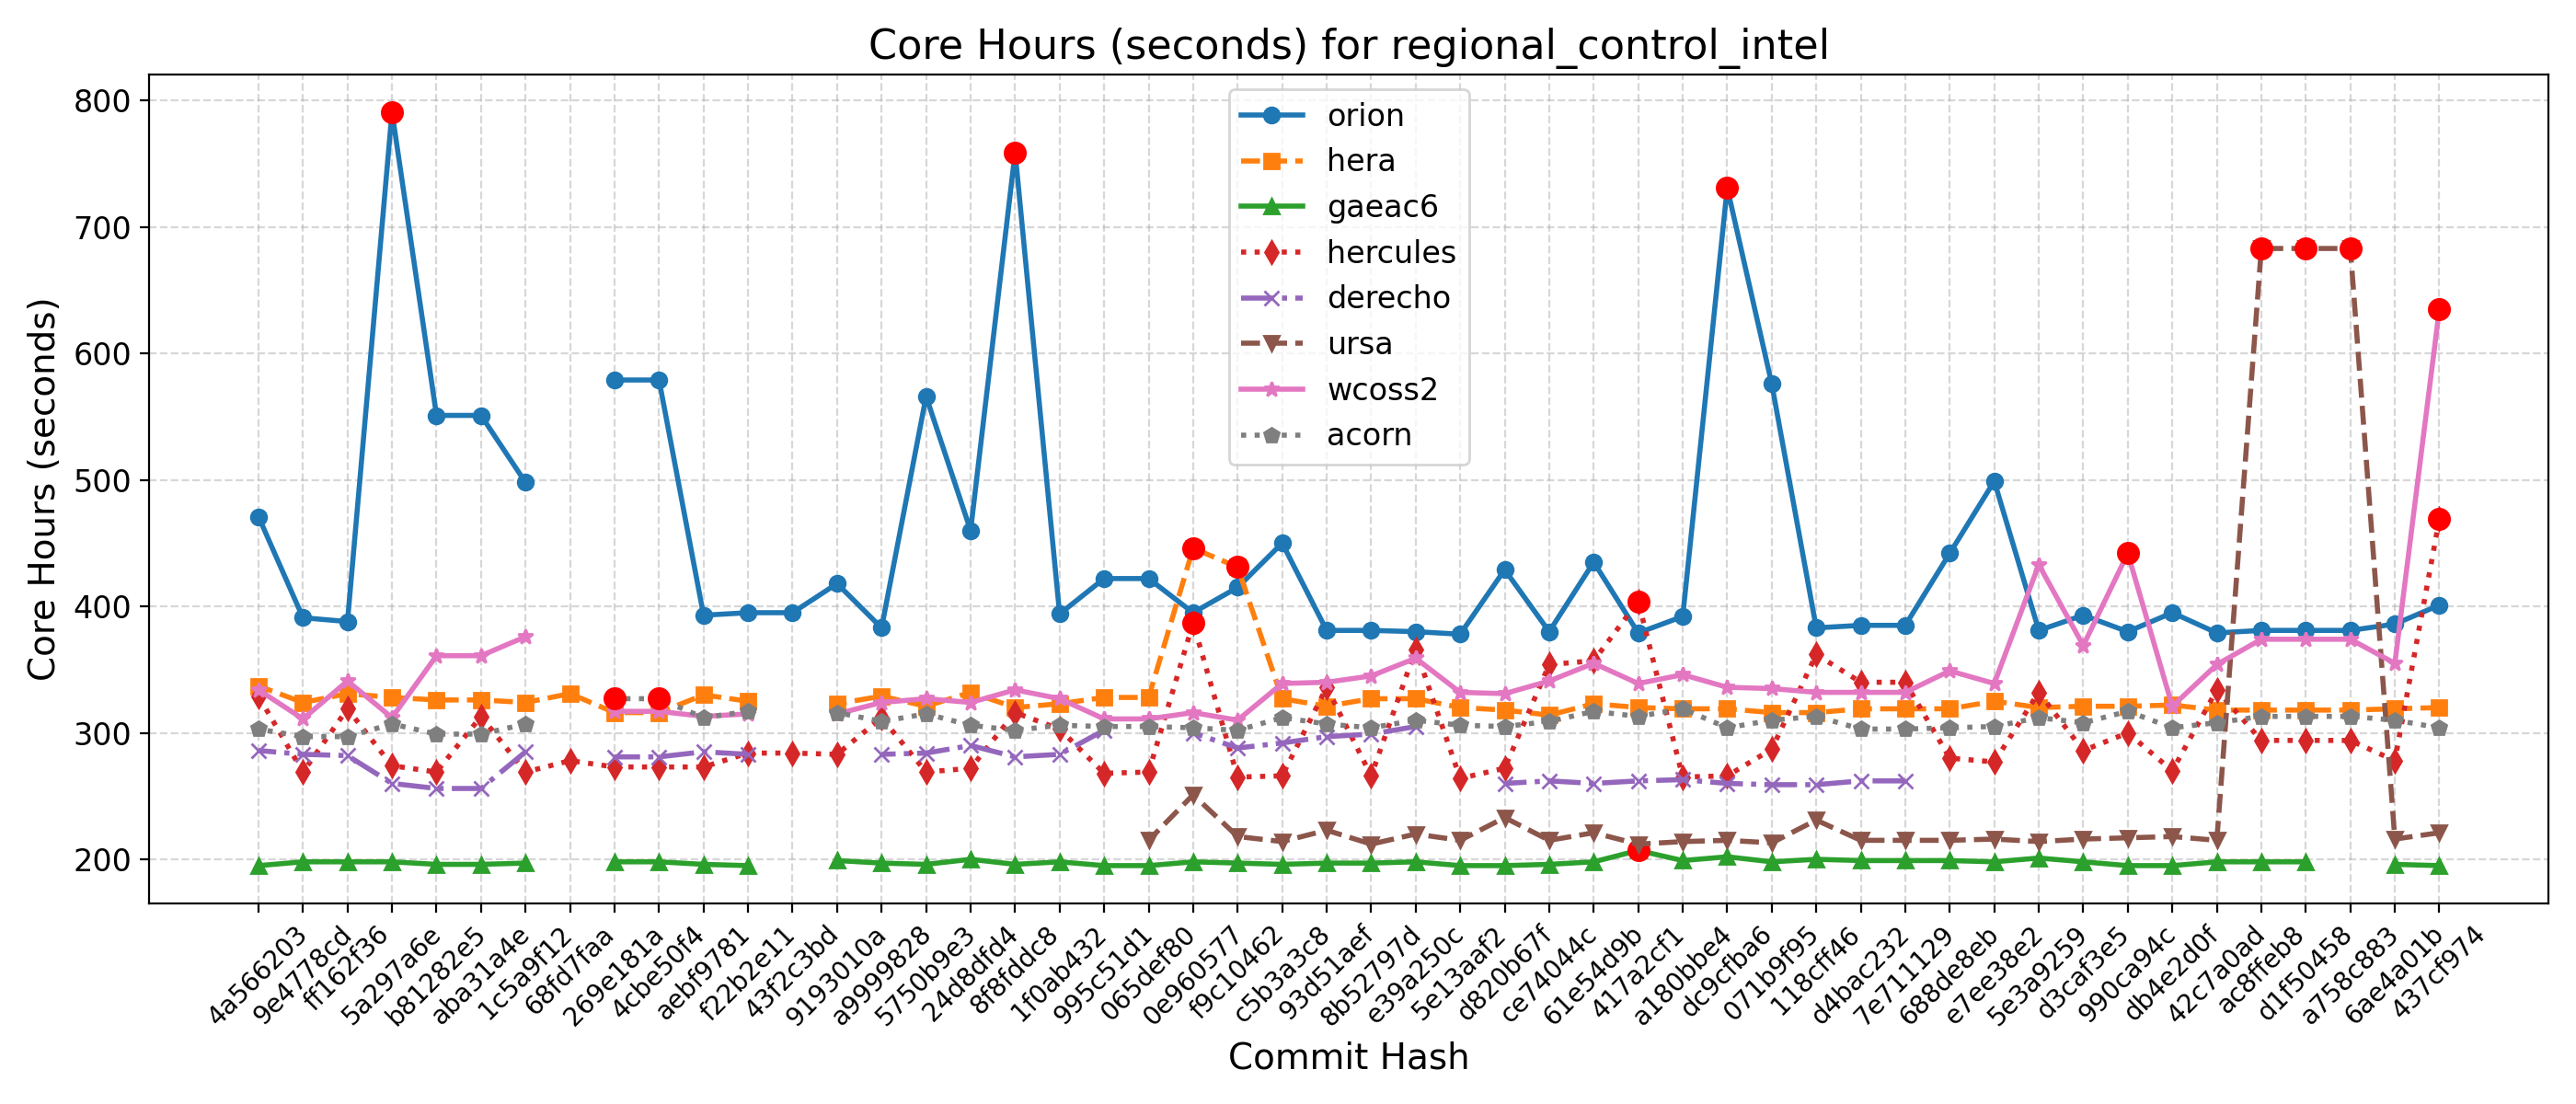 Core Hours (seconds) for regional_control_intel
Core Hours (seconds)
800
700
600
500
400
300
200
orion
hera
gaeac6
hercules
derecho
ursa
wcoss2
acorn
4a566203
9e4778cd
ff162f36
5a297a6e
b81282e5
aba31a4e
1c5a9f12
68fd7faa
269e181a
4cbe50f4
aebf9781
f22b2e11
43f2c3bd
9193010a
a9999828
5750b9e3
24d8dfd4
8f8fddc8
1f0ab432
995c51d1
065def80
0e960577
f9c10462
c5b3a3c8
93d51aef
8b52797d
e39a250c
5e13aaf2
d820b67f
ce74044c
61e54d9b
417a2cf1
a180bbe4
dc9cfba6
071b9f95
118cff46
d4bac232
7e711129
688de8eb
e7ee38e2
5e3a9259
d3caf3e5
990ca94c
db4e2d0f
42c7a0ad
ac8ffeb8
d1f50458
a758c883
6ae4a01b
437cf974
Commit Hash